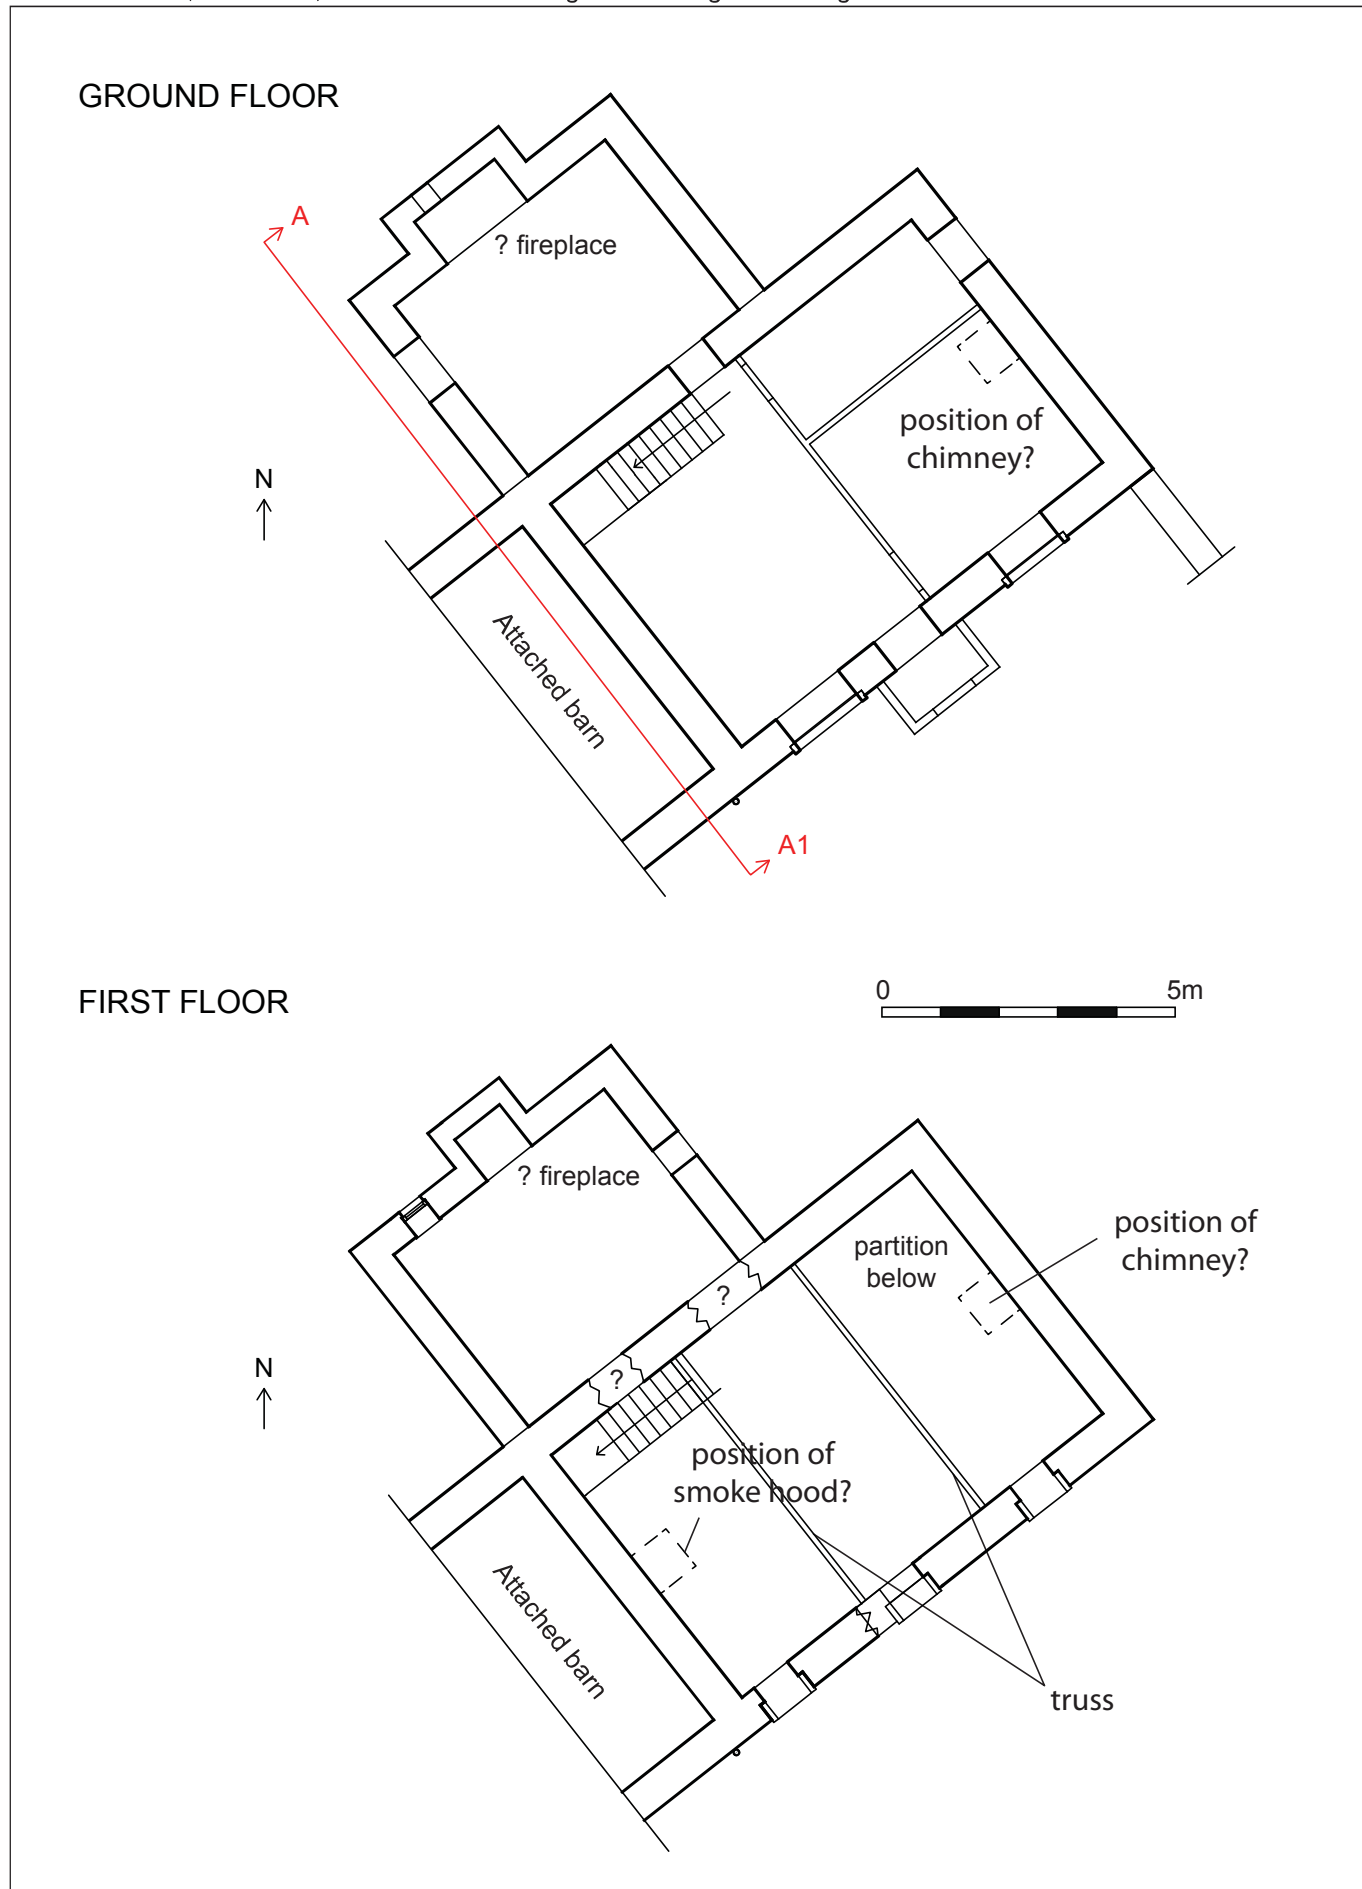 GROUND FLOOR
A
? fireplace
position of
chimney?
N
Attached barn
A1
FIRST FLOOR
0 5m
? fireplace
position of
chimney?
partition
below
?
?
N
position of
smoke hood?
Attached barn
truss